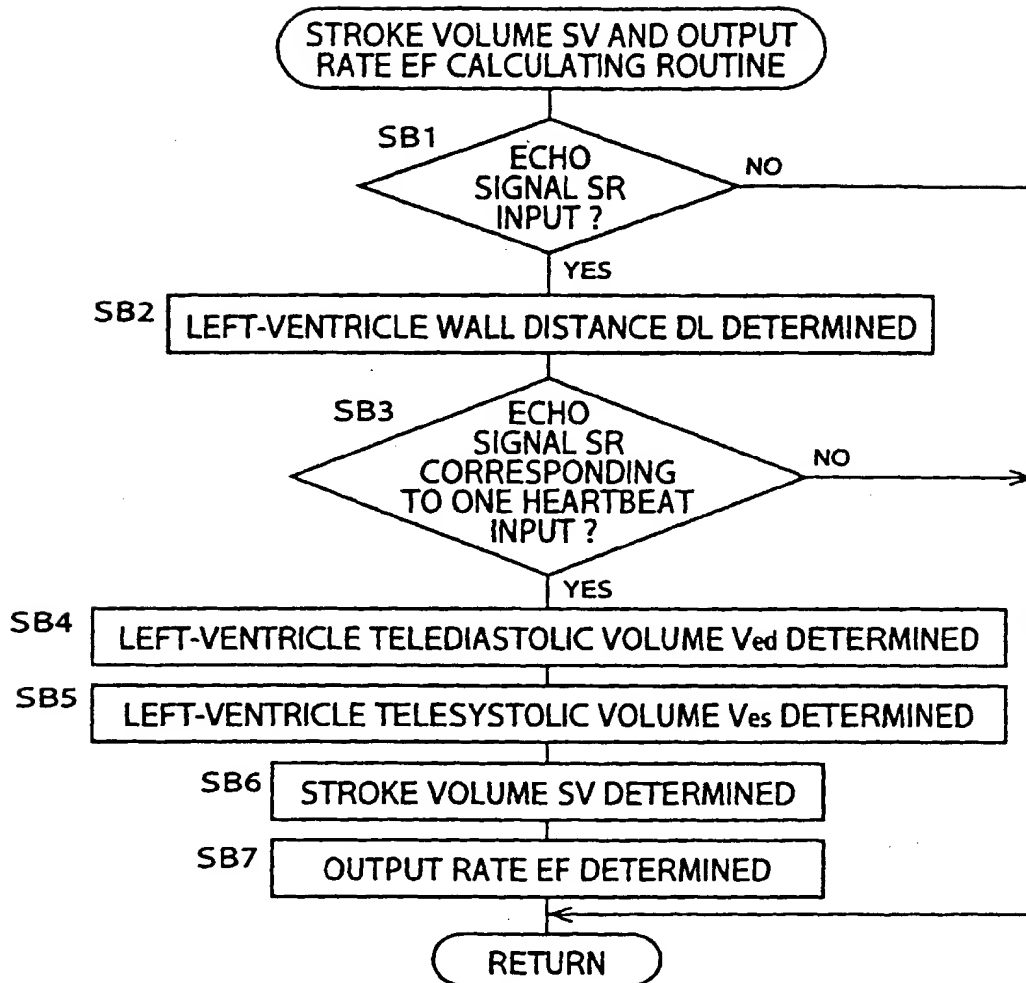 STROKE VOLUME SV AND OUTPUT
RATE EF CALCULATING ROUTINE
SB1
ECHO
SIGNAL SR
INPUT ?
NO
YES
SB2
LEFT-VENTRICLE WALL DISTANCE DL DETERMINED
SB3
ECHO
SIGNAL SR
CORRESPONDING
TO ONE HEARTBEAT
INPUT ?
NO
YES
SB4
LEFT-VENTRICLE TELEDIASTOLIC VOLUME Ved DETERMINED
SB5
LEFT-VENTRICLE TELESYSTOLIC VOLUME Ves DETERMINED
SB6
STROKE VOLUME SV DETERMINED
SB7
OUTPUT RATE EF DETERMINED
RETURN